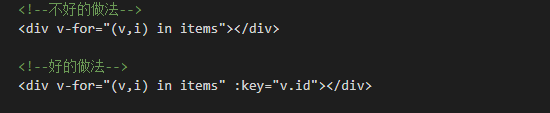 <!--不好的做法-->
<div v-for="(v,i) in items"></div>
<!--好的做法-->
<div v-for="(v,i) in items" :key="v.id"></div>